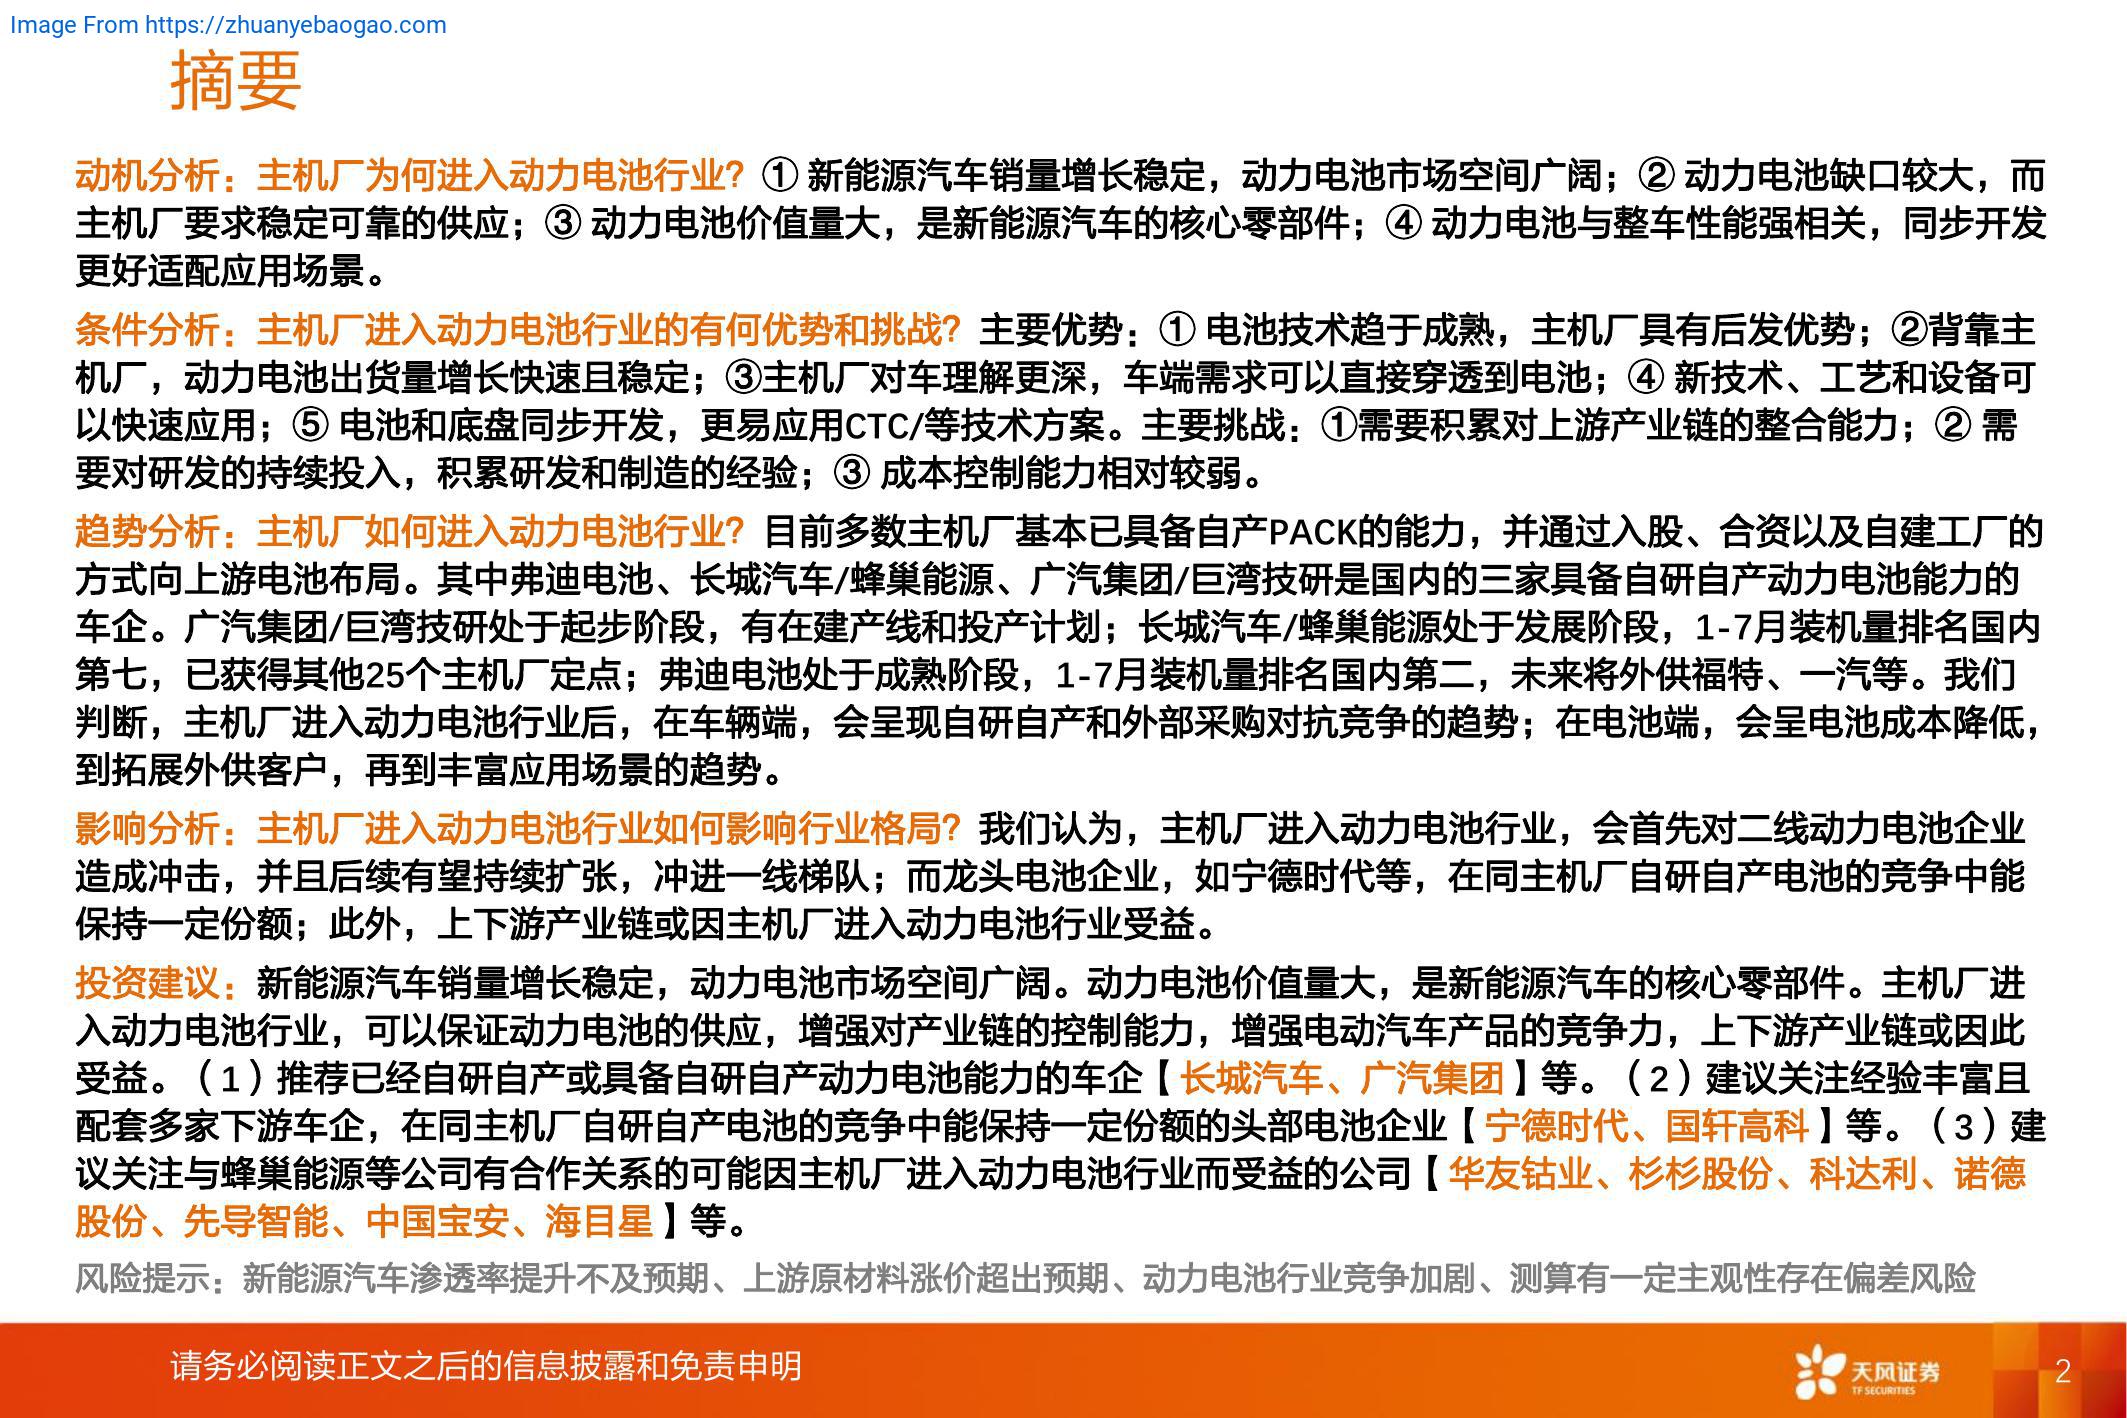 Image From https://zhuanyebaogao.com
摘要
动机分析：主机厂为何进入动力电池行业？① 新能源汽车销量增长稳定，动力电池市场空间广阔；② 动力电池缺口较大，而
主机厂要求稳定可靠的供应；③ 动力电池价值量大，是新能源汽车的核心零部件；④ 动力电池与整车性能强相关，同步开发
更好适配应用场景。
条件分析：主机厂进入动力电池行业的有何优势和挑战？主要优势：① 电池技术趋于成熟，主机厂具有后发优势；②背靠主
机厂，动力电池出货量增长快速且稳定；③主机厂对车理解更深，车端需求可以直接穿透到电池；④ 新技术、工艺和设备可
以快速应用；⑤ 电池和底盘同步开发，更易应用CTC/等技术方案。主要挑战：①需要积累对上游产业链的整合能力；② 需
要对研发的持续投入，积累研发和制造的经验；③ 成本控制能力相对较弱。
趋势分析：主机厂如何进入动力电池行业？目前多数主机厂基本已具备自产PACK的能力，并通过入股、合资以及自建工厂的
方式向上游电池布局。其中弗迪电池、长城汽车/蜂巢能源、广汽集团/巨湾技研是国内的三家具备自研自产动力电池能力的
车企。广汽集团/巨湾技研处于起步阶段，有在建产线和投产计划；长城汽车/蜂巢能源处于发展阶段，1-7月装机量排名国内
第七，已获得其他25个主机厂定点；弗迪电池处于成熟阶段，1-7月装机量排名国内第二，未来将外供福特、一汽等。我们
判断，主机厂进入动力电池行业后，在车辆端，会呈现自研自产和外部采购对抗竞争的趋势；在电池端，会呈电池成本降低，
到拓展外供客户，再到丰富应用场景的趋势。
影响分析：主机厂进入动力电池行业如何影响行业格局？我们认为，主机厂进入动力电池行业，会首先对二线动力电池企业
造成冲击，并且后续有望持续扩张，冲进一线梯队；而龙头电池企业，如宁德时代等，在同主机厂自研自产电池的竞争中能
保持一定份额；此外，上下游产业链或因主机厂进入动力电池行业受益。
投资建议：新能源汽车销量增长稳定，动力电池市场空间广阔。动力电池价值量大，是新能源汽车的核心零部件。主机厂进
入动力电池行业，可以保证动力电池的供应，增强对产业链的控制能力，增强电动汽车产品的竞争力，上下游产业链或因此
受益。（1）推荐已经自研自产或具备自研自产动力电池能力的车企【长城汽车、广汽集团】等。（2）建议关注经验丰富且
配套多家下游车企，在同主机厂自研自产电池的竞争中能保持一定份额的头部电池企业【宁德时代、国轩高科】等。（3）建
议关注与蜂巢能源等公司有合作关系的可能因主机厂进入动力电池行业而受益的公司【华友钴业、杉杉股份、科达利、诺德
股份、先导智能、中国宝安、海目星】等。
风险提示：新能源汽车渗透率提升不及预期、上游原材料涨价超出预期、动力电池行业竞争加剧、测算有一定主观性存在偏差风险
请务必阅读正文之后的信息披露和免责申明
天风证券
TF SECURITIES
2